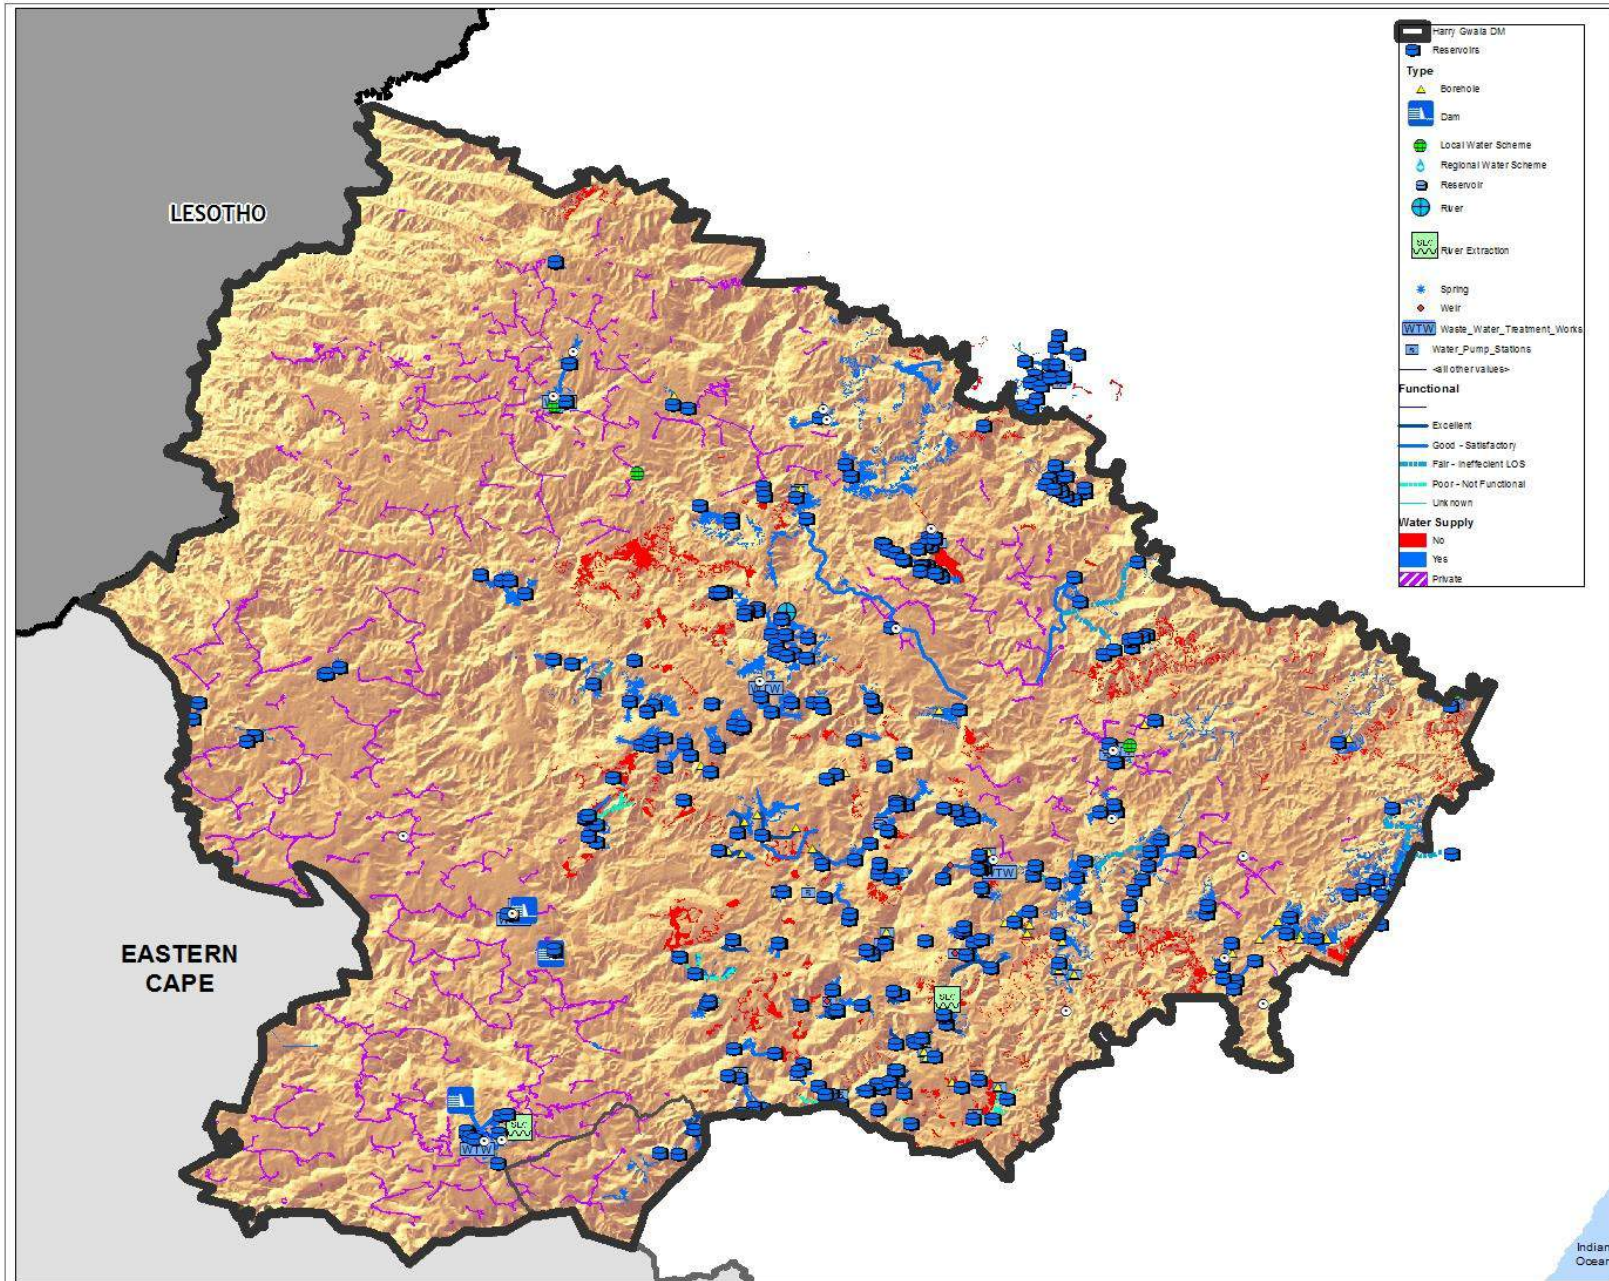 LESOTHO
EASTERN
CAPE
Harry Gwala DM
Reservoirs
Type
Borehole
Dam
Local Water Scheme
Regional Water Scheme
Reservoir
River
River Extraction
Spring
Weir
WTW Waste_Water_Treatment_Works
Water_Pump_Stations
<all other values>
Functional
Excellent
Good - Satisfactory
Fair - Ineffecient LOS
Poor - Not Functional
Unknown
Water Supply
No
Yes
Private
WTW
Indian
Ocean